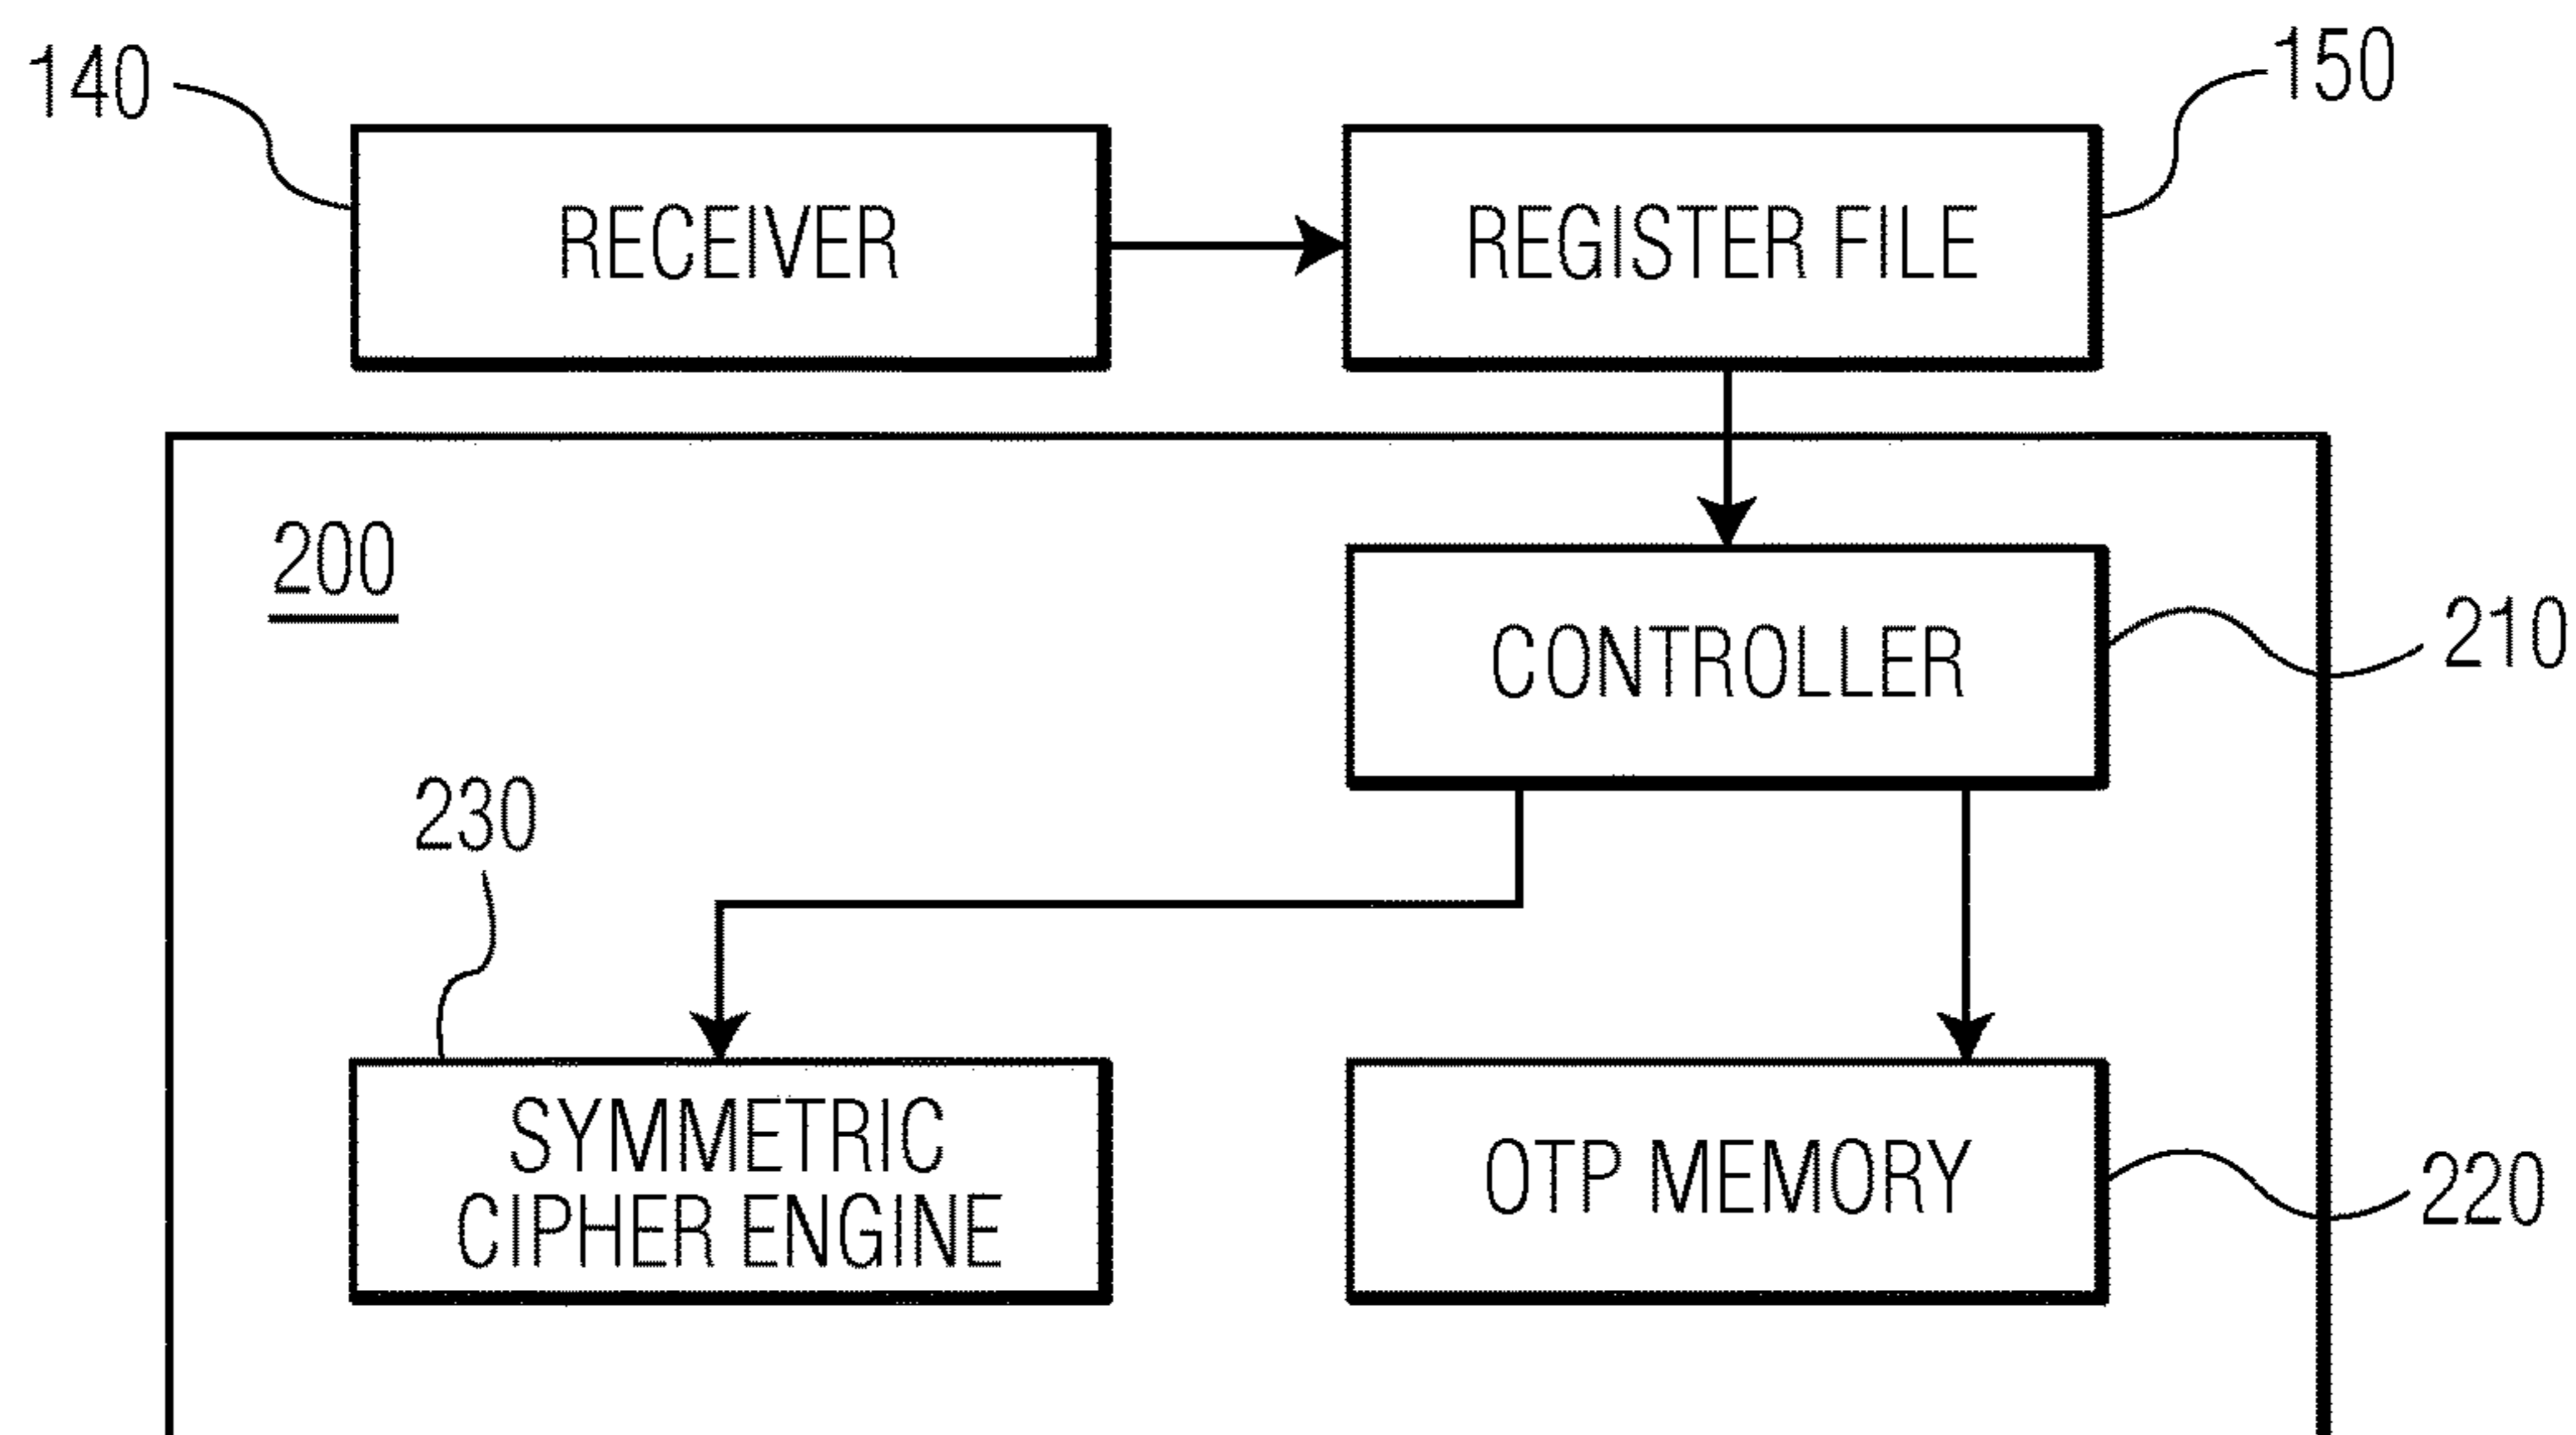 140
150
RECEIVER
REGISTER FILE
200
CONTROLLER
210
230
SYMMETRIC
CIPHER ENGINE
OTP MEMORY
220